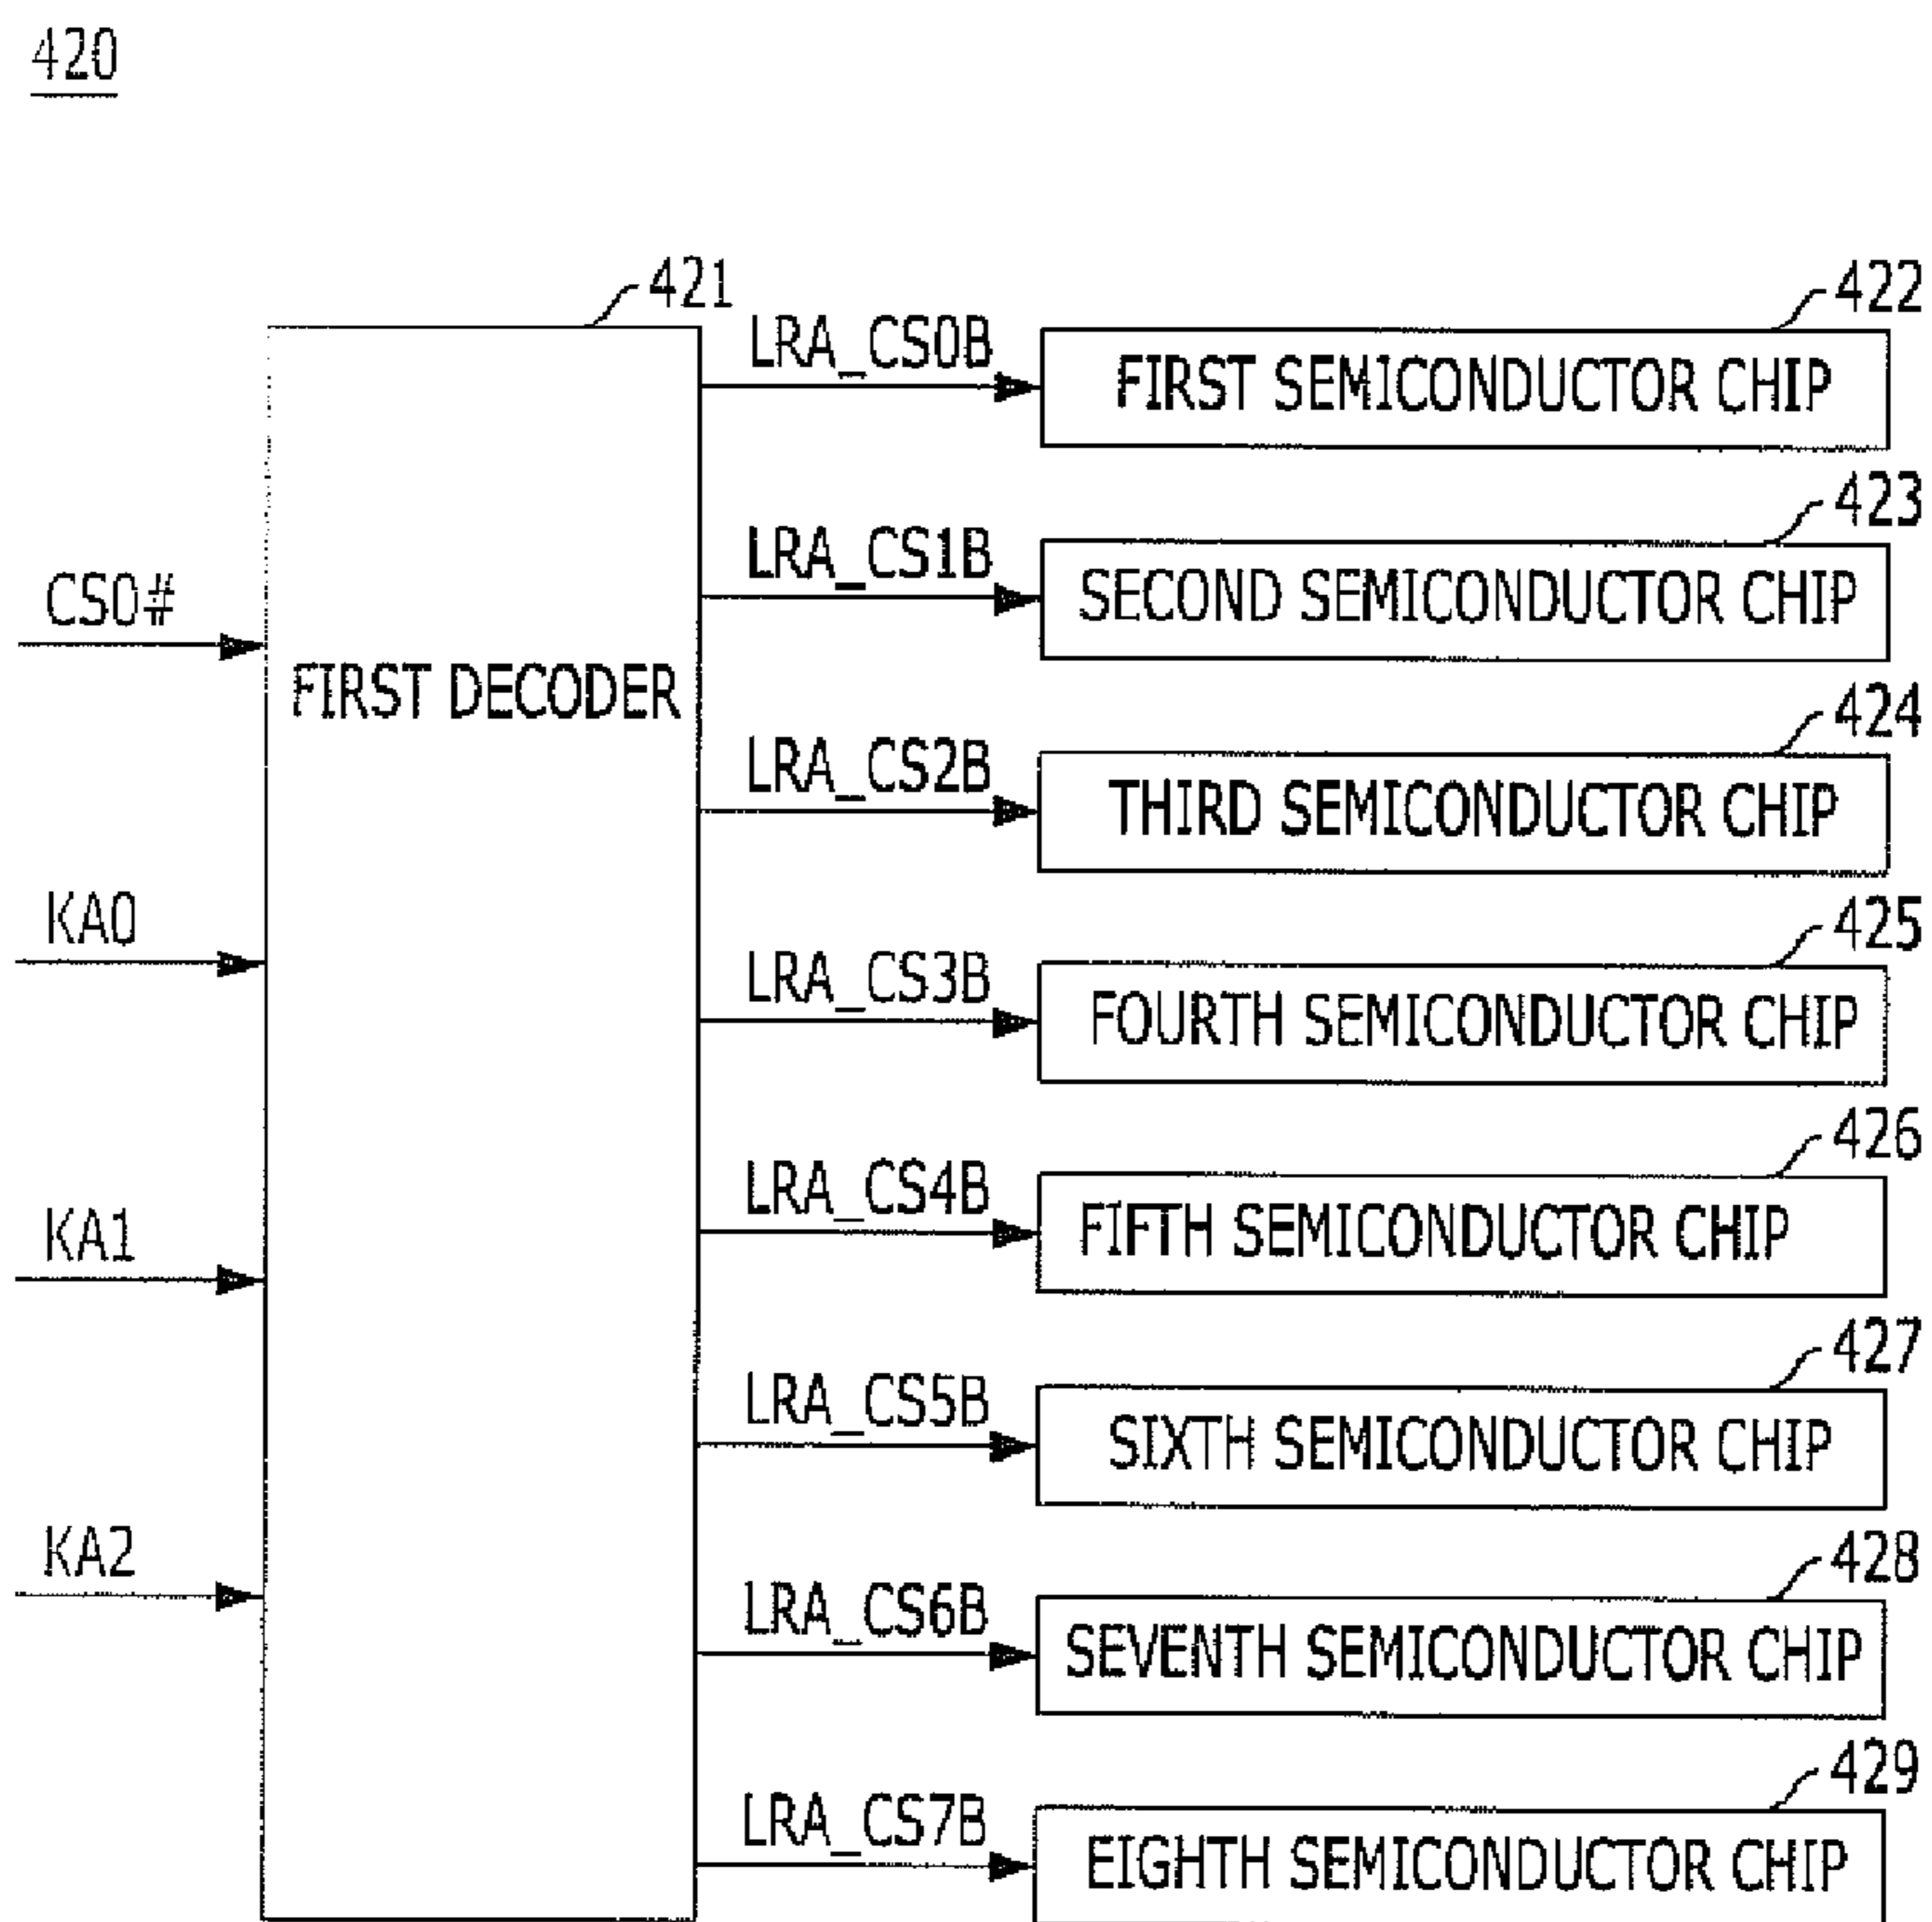 420
421
422
LRA_CS0B
FIRST SEMICONDUCTOR CHIP
423
LRA_CS1B
SECOND SEMICONDUCTOR CHIP
CS0#
FIRST DECODER
424
LRA_CS2B
THIRD SEMICONDUCTOR CHIP
425
KA0
LRA_CS3B
FOURTH SEMICONDUCTOR CHIP
426
LRA_CS4B
KA1
FIFTH SEMICONDUCTOR CHIP
427
LRA_CS5B
SIXTH SEMICONDUCTOR CHIP
428
KA2
LRA_CS6B
SEVENTH SEMICONDUCTOR CHIP
429
LRA_CS7B
EIGHTH SEMICONDUCTOR CHIP